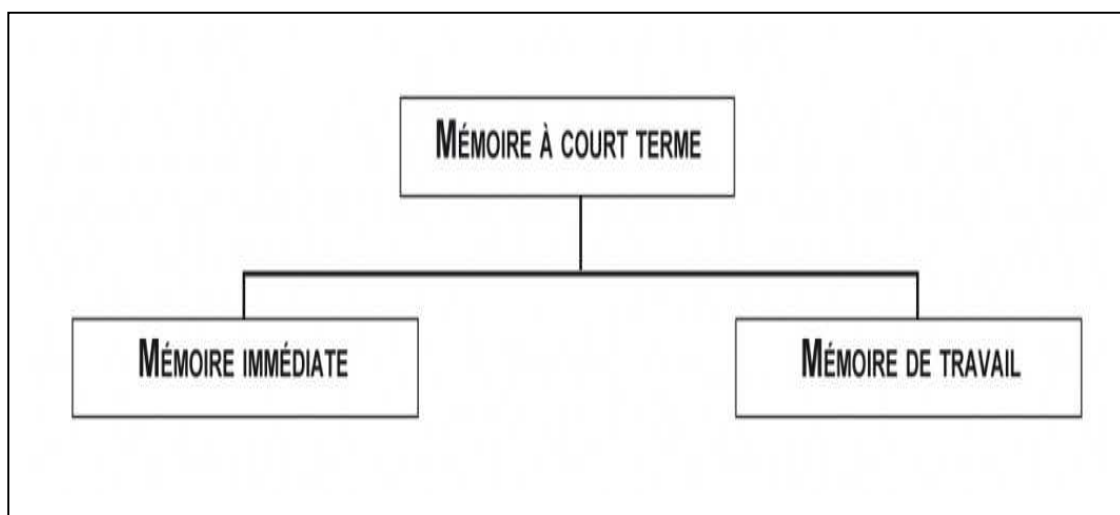 MÉMOIRE À COURT TERME
MÉMOIRE IMMÉDIATE
MÉMOIRE DE TRAVAIL